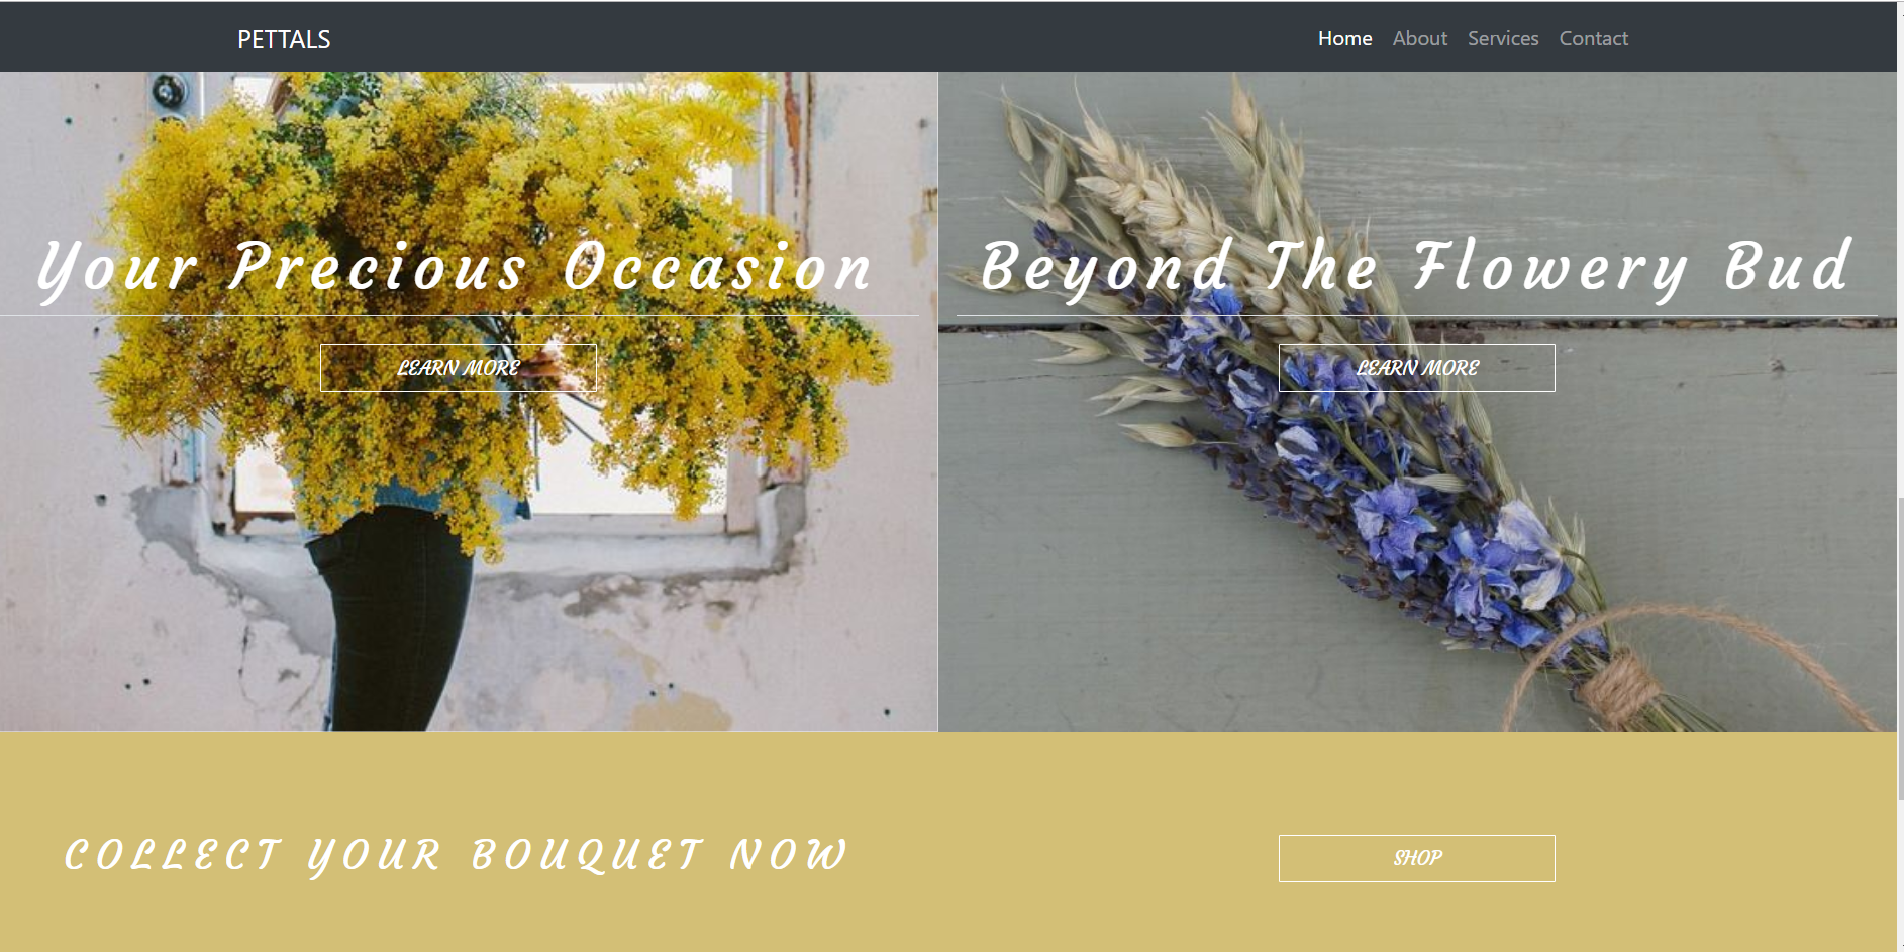 PETTALS
Home About Services Contact
Your Precious Occasion
LEARN MORE
Beyond The Flowery Bud
LEARN MORE
COLLECT YOUR BOUQUET NOW
SHOP